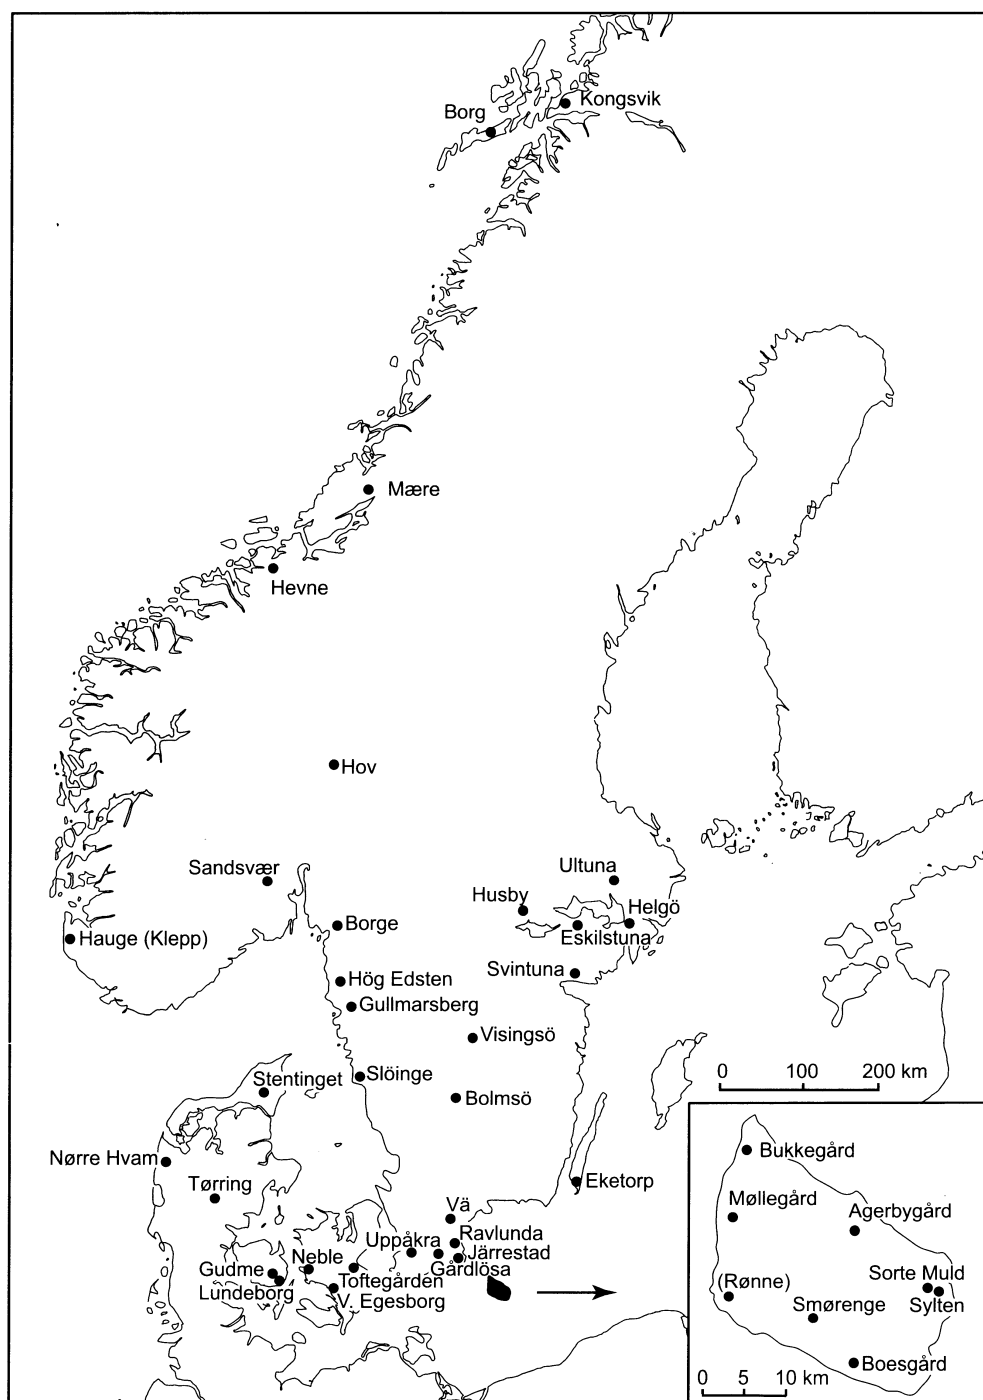 Kongsvik
Borg
Mære
Hevne
Hov
Sandsvær
Ultuna
Husby
Helgö
Borge
Eskilstuna
Hauge (Klepp)
Svintuna
Hög Edsten
Gullmarsberg
Visingsö
Slöinge
Stentinget
Bolmsö
0 100 200 km
Nørre Hvam
Tørring
Eketorp
Vä
Ravlunda
Uppåkra
Järrestad
Gårdlösa
Neble
Gudme
Toftegården
Lundeborg
V. Egesborg
Bukkegård
Møllegård
Agerbygård
(Rønne)
Sorte Muld
Smørenge
Sylten
Boesgård
0 5 10 km